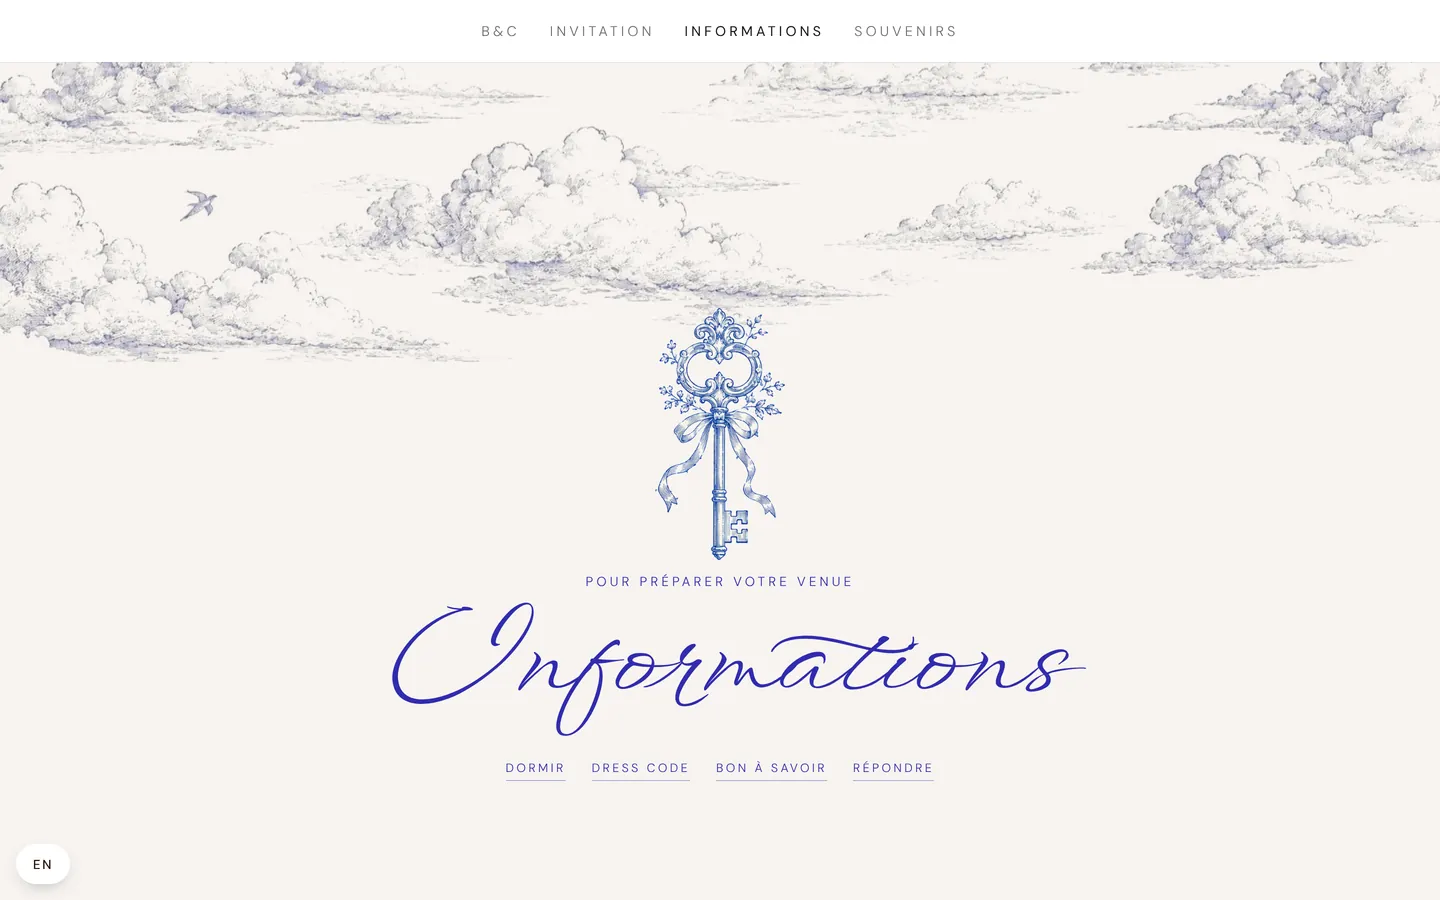 B&C INVITATION INFORMATIONS SOUVENIRS
POUR PRÉPARER VOTRE VENUE
Informations
DORMIR DRESS CODE BON À SAVOIR RÉPONDRE
EN